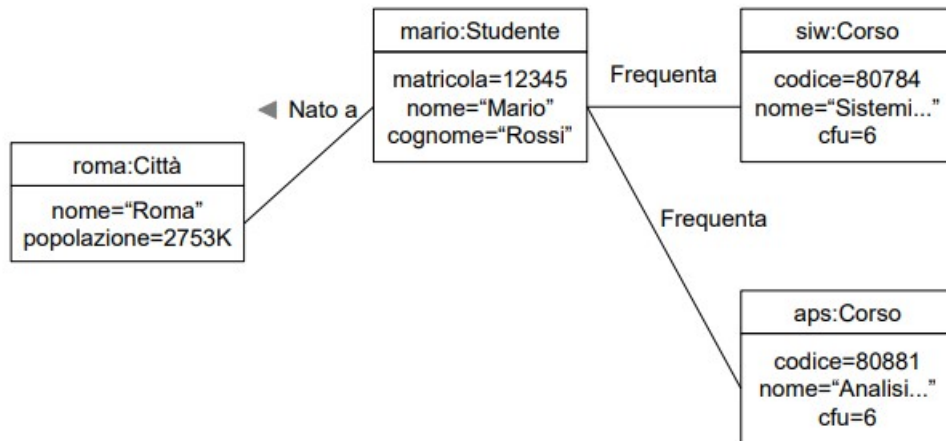 mario:Studente
matricola=12345
nome=“Mario”
cognome=“Rossi”
siw:Corso
codice=80784
nome=“Sistemi...”
cfu=6
Frequenta
Nato a
roma:Città
nome=“Roma”
popolazione=2753K
Frequenta
aps:Corso
codice=80881
nome=“Analisi...”
cfu=6